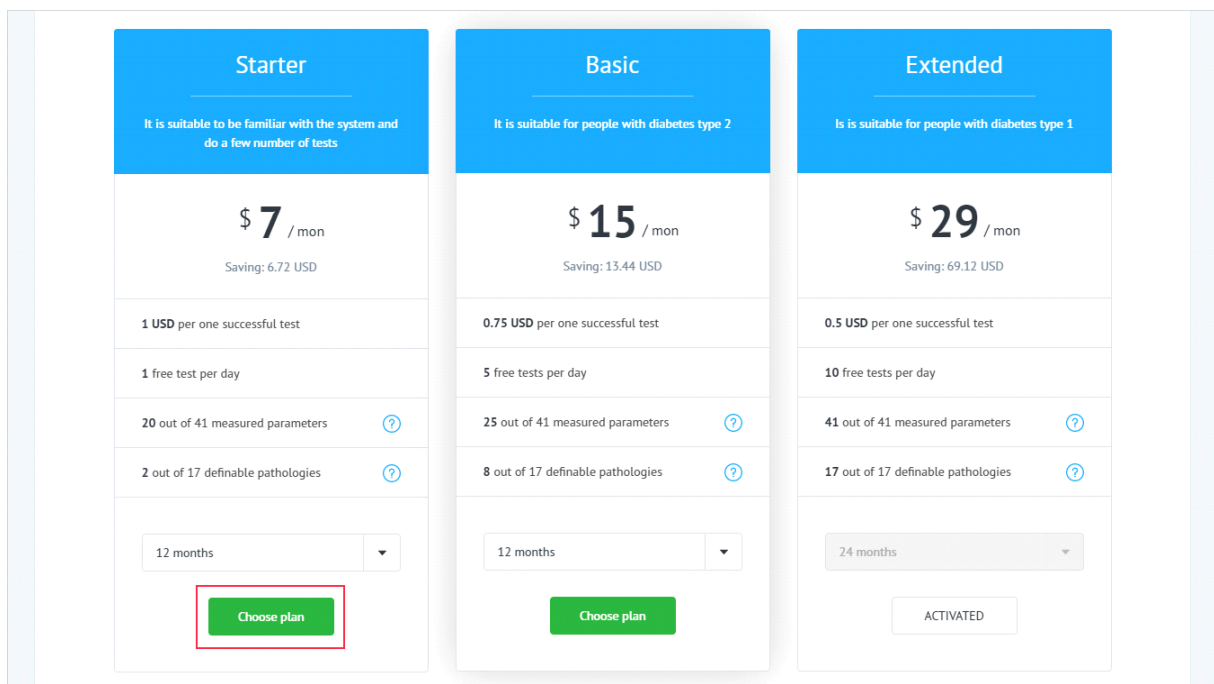 Starter
It is suitable to be familiar with the system and
do a few number of tests
$ 7 / mon
Saving: 6.72 USD
1 USD per one successful test
1 free test per day
20 out of 41 measured parameters ?
2 out of 17 definable pathologies ?
12 months
Choose plan
Basic
It is suitable for people with diabetes type 2
$ 15 / mon
Saving: 13.44 USD
0.75 USD per one successful test
5 free tests per day
25 out of 41 measured parameters ?
8 out of 17 definable pathologies ?
12 months
Choose plan
Extended
Is is suitable for people with diabetes type 1
$ 29 / mon
Saving: 69.12 USD
0.5 USD per one successful test
10 free tests per day
41 out of 41 measured parameters ?
17 out of 17 definable pathologies ?
24 months
ACTIVATED